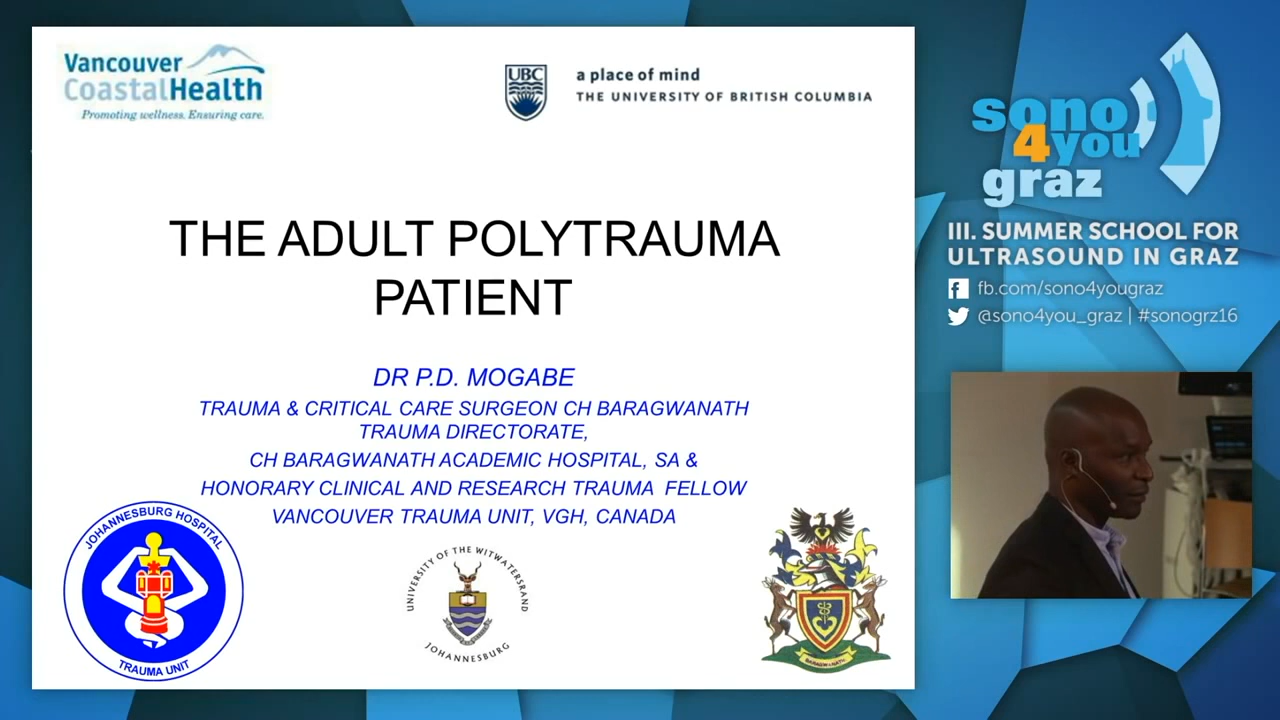 Vancouver
CoastalHealth
Promoting wellness. Ensuring care.
UBC
a place of mind
THE UNIVERSITY OF BRITISH COLUMBIA
THE ADULT POLYTRAUMA
PATIENT
DR P.D. MOGABE
TRAUMA & CRITICAL CARE SURGEON CH BARAGWANATH
TRAUMA DIRECTORATE,
CH BARAGWANATH ACADEMIC HOSPITAL, SA &
HONORARY CLINICAL AND RESEARCH TRAUMA FELLOW
VANCOUVER TRAUMA UNIT, VGH, CANADA
JOHANNESBURG HOSPITAL
TRAUMA UNIT
UNIVERSITY OF THE WITWATERSRAND
JOHANNESBURG
BARAGWANATH
sono
4you
graz
III. SUMMER SCHOOL FOR
ULTRASOUND IN GRAZ
fb.com/sono4yougraz
@sono4you_graz | #sonogrz16